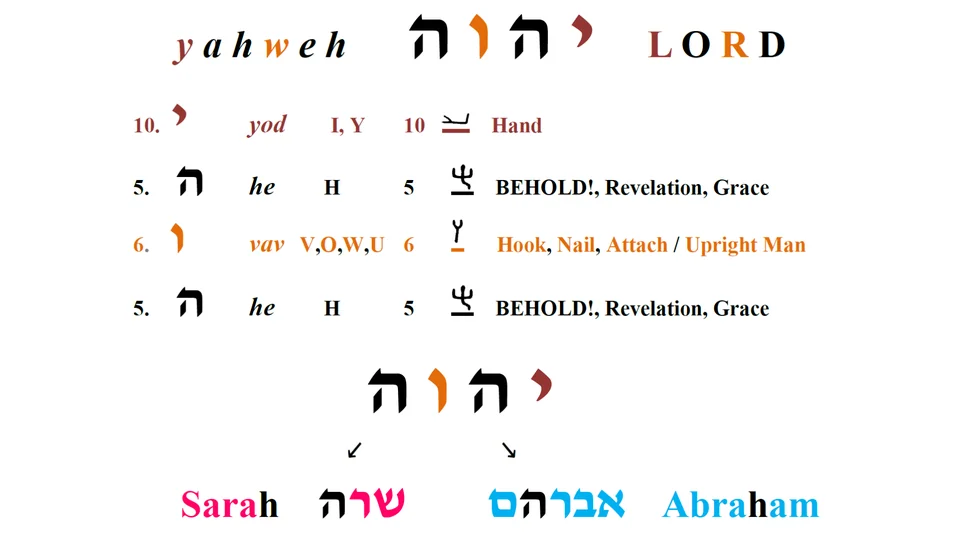 yahweh יהוה LORD
10. י yod I, Y 10 Hand
5. ה he H 5 BEHOLD!, Revelation, Grace
6. ו vav V,O,W,U 6 Hook, Nail, Attach / Upright Man
5. ה he H 5 BEHOLD!, Revelation, Grace
יהוה
↙ ↘
Sarah שרה אברהם Abraham